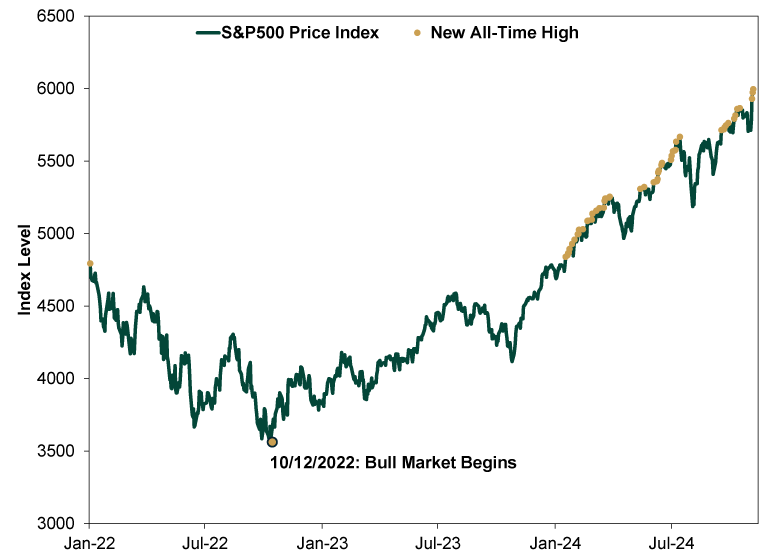 S&P500 Price Index
New All-Time High
Index Level
6500
6000
5500
5000
4500
4000
3500
3000
10/12/2022: Bull Market Begins
Jan-22
Jul-22
Jan-23
Jul-23
Jan-24
Jul-24